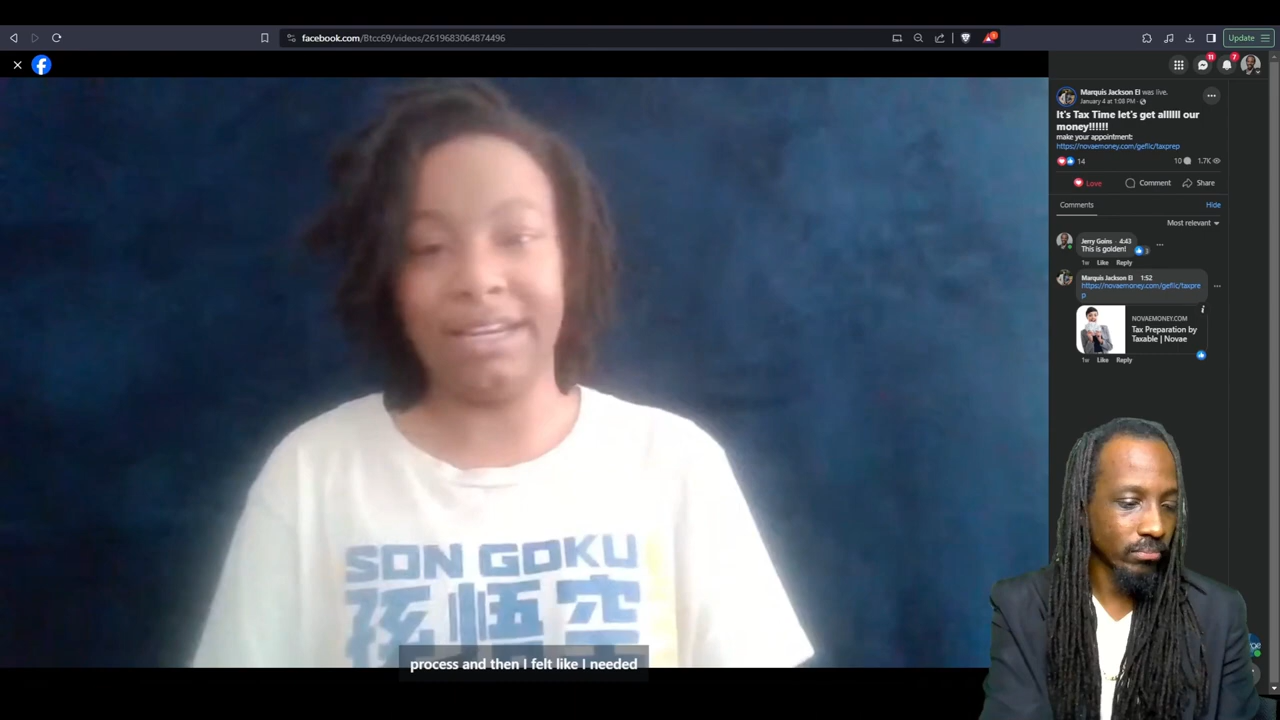 facebook.com/Btcc69/videos/2619683064874496
Update
11
7
Marquis Jackson El was live.
January 4 at 1:08 PM ·
It's Tax Time let's get allllll our
money!!!!!!
make your appointment:
https://novaemoney.com/gefllc/taxprep
14
10
1.7K
Love
Comment
Share
Comments
Hide
Most relevant
Jerry Goins · 4:43
This is golden!
1w Like Reply
Marquis Jackson El 1:52
https://novaemoney.com/gefllc/taxpre
p
NOVAEMONEY.COM
Tax Preparation by
Taxable | Novae
1w Like Reply
SON GOKU
孫悟空
process and then I felt like I needed